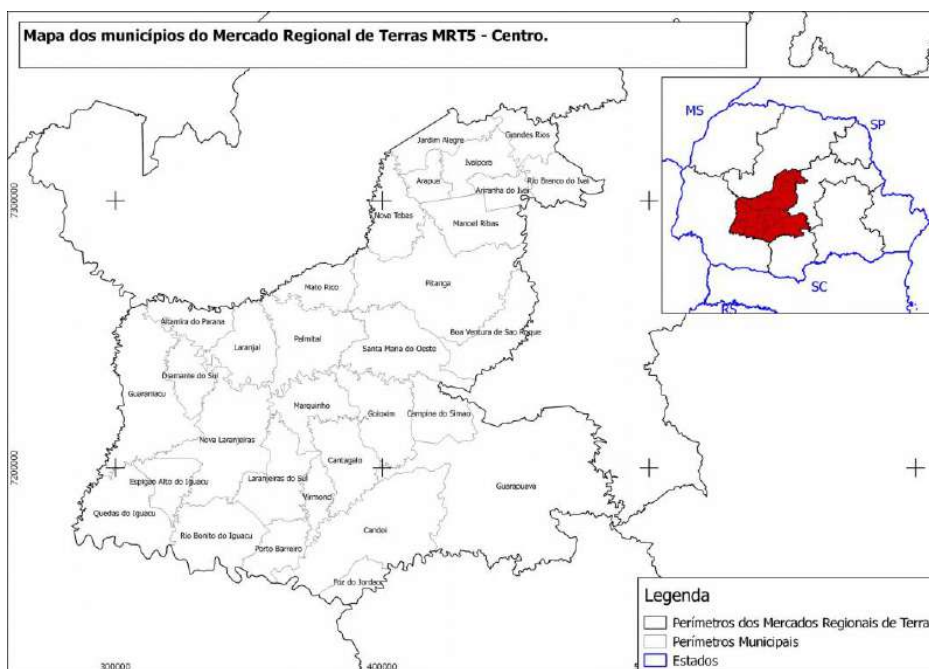 Mapa dos municípios do Mercado Regional de Terras MRT5 - Centro.
MS
SP
SC
RS
Jardim Alegre
Grandes Rios
Ivaiporã
Arapuã
Ariranha do Ivaí
Rio Branco do Ivaí
Nova Tebas
Manoel Ribas
Mato Rico
Pitanga
Altamira do Paraná
Laranjal
Palmital
Santa Maria do Oeste
Boa Ventura de São Roque
Diamante do Sul
Guaraniaçu
Marquinho
Goioxim
Campina do Simão
Nova Laranjeiras
Cantagalo
Espigão Alto do Iguaçu
Laranjeiras do Sul
Virmond
Guarapuava
Quedas do Iguaçu
Rio Bonito do Iguaçu
Candói
Porto Barreiro
Foz do Jordão
7300000
7200000
300000
400000
Legenda
Perímetros dos Mercados Regionais de Terra
Perímetros Municipais
Estados